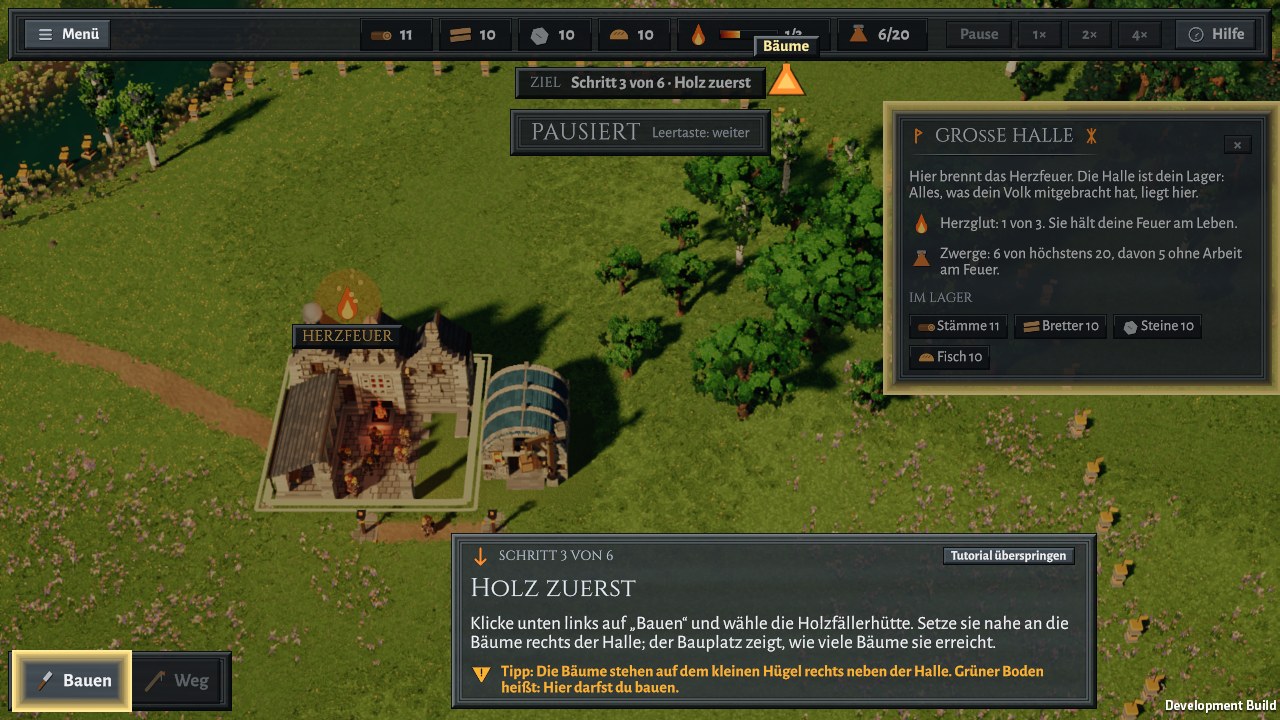 Menü
11
10
10
10
1/3
6/20
Pause
1×
2×
4×
Hilfe
Bäume
ZIEL Schritt 3 von 6 · Holz zuerst
PAUSIERT Leertaste: weiter
GROSSE HALLE
×
Hier brennt das Herzfeuer. Die Halle ist dein Lager:
Alles, was dein Volk mitgebracht hat, liegt hier.
Herzglut: 1 von 3. Sie hält deine Feuer am Leben.
Zwerge: 6 von höchstens 20, davon 5 ohne Arbeit
am Feuer.
IM LAGER
Stämme 11
Bretter 10
Steine 10
Fisch 10
HERZFEUER
SCHRITT 3 VON 6
Tutorial überspringen
HOLZ ZUERST
Klicke unten links auf „Bauen“ und wähle die Holzfällerhütte. Setze sie nahe an die
Bäume rechts der Halle; der Bauplatz zeigt, wie viele Bäume sie erreicht.
Tipp: Die Bäume stehen auf dem kleinen Hügel rechts neben der Halle. Grüner Boden
heißt: Hier darfst du bauen.
Bauen
Weg
Development Build